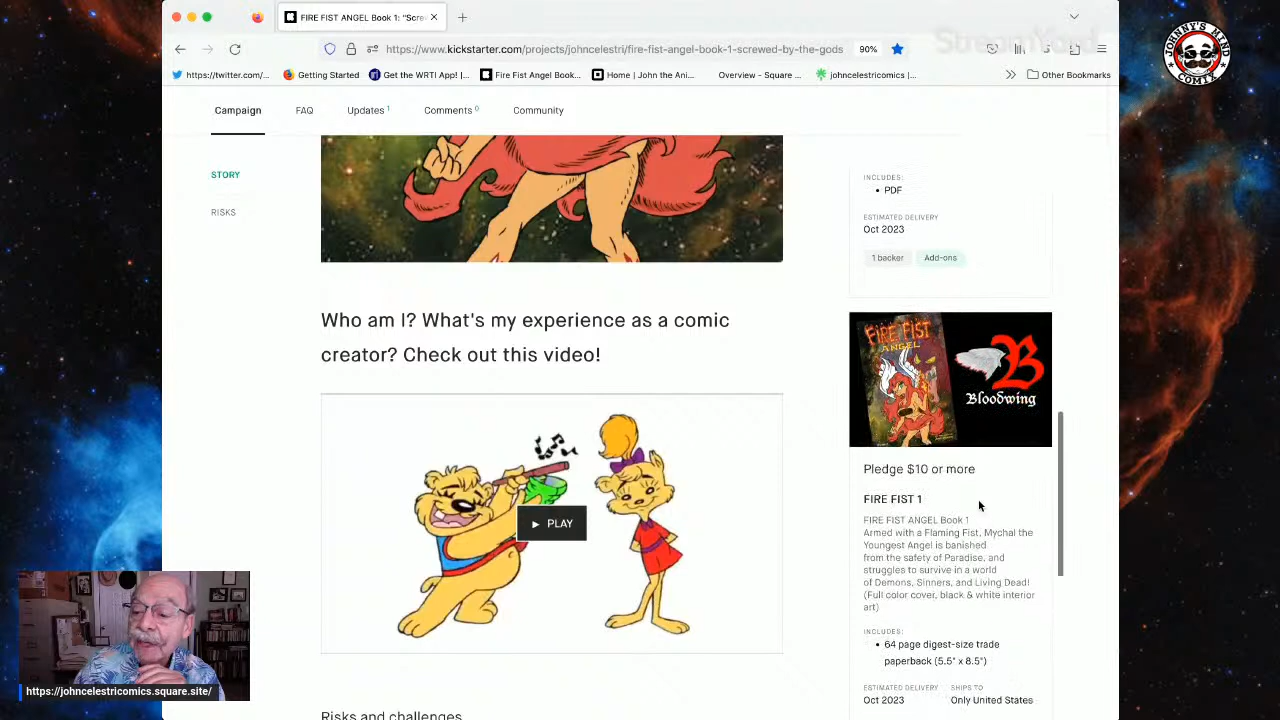 FIRE FIST ANGEL Book 1: "Scre
StreamYard
https://www.kickstarter.com/projects/johncelestri/fire-fist-angel-book-1-screwed-by-the-gods
90%
JOHNNY'S MIND
COMIX
https://twitter.com/...
Getting Started
Get the WRTI App! |...
Fire Fist Angel Book...
Home | John the Ani...
Overview - Square ...
johncelestricomics |...
Other Bookmarks
Campaign
FAQ
Updates 1
Comments 0
Community
STORY
RISKS
INCLUDES:
• PDF
ESTIMATED DELIVERY
Oct 2023
1 backer
Add-ons
Who am I? What's my experience as a comic
creator? Check out this video!
PLAY
FIRE FIST
ANGEL
B
Bloodwing
Pledge $10 or more
FIRE FIST 1
FIRE FIST ANGEL Book 1
Armed with a Flaming Fist, Mychal the
Youngest Angel is banished
from the safety of Paradise, and
struggles to survive in a world
of Demons, Sinners, and Living Dead!
(Full color cover, black & white interior
art)
INCLUDES:
• 64 page digest-size trade
paperback (5.5" x 8.5")
ESTIMATED DELIVERY
Oct 2023
SHIPS TO
Only United States
https://johncelestricomics.square.site/
Risks and challenges